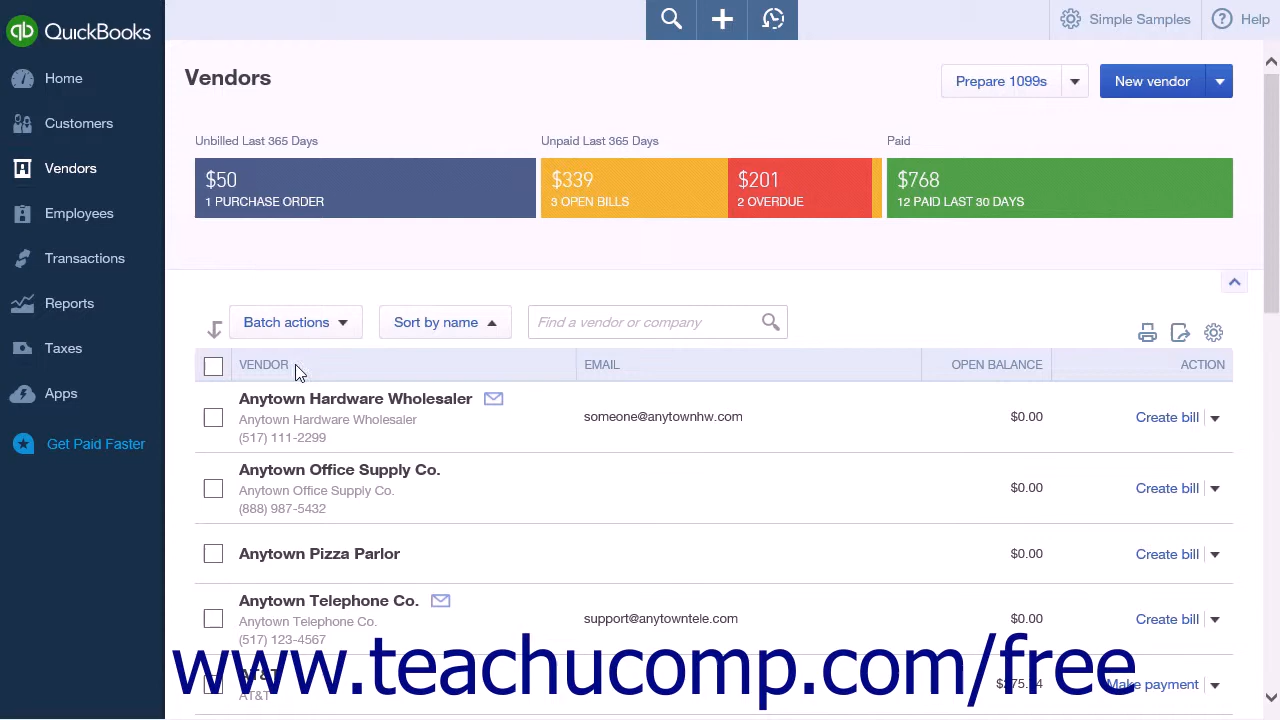 QuickBooks
Simple Samples
Help
Home
Customers
Vendors
Employees
Transactions
Reports
Taxes
Apps
Get Paid Faster
Vendors
Prepare 1099s
New vendor
Unbilled Last 365 Days
Unpaid Last 365 Days
Paid
$50
1 PURCHASE ORDER
$339
3 OPEN BILLS
$201
2 OVERDUE
$768
12 PAID LAST 30 DAYS
Batch actions
Sort by name
Find a vendor or company
VENDOR EMAIL OPEN BALANCE ACTION
Anytown Hardware Wholesaler
Anytown Hardware Wholesaler
(517) 111-2299
someone@anytownhw.com
$0.00
Create bill
Anytown Office Supply Co.
Anytown Office Supply Co.
(888) 987-5432
$0.00
Create bill
Anytown Pizza Parlor
$0.00
Create bill
Anytown Telephone Co.
Anytown Telephone Co.
(517) 123-4567
support@anytowntele.com
$0.00
Create bill
AT&T
AT&T
Make payment
www.teachucomp.com/free